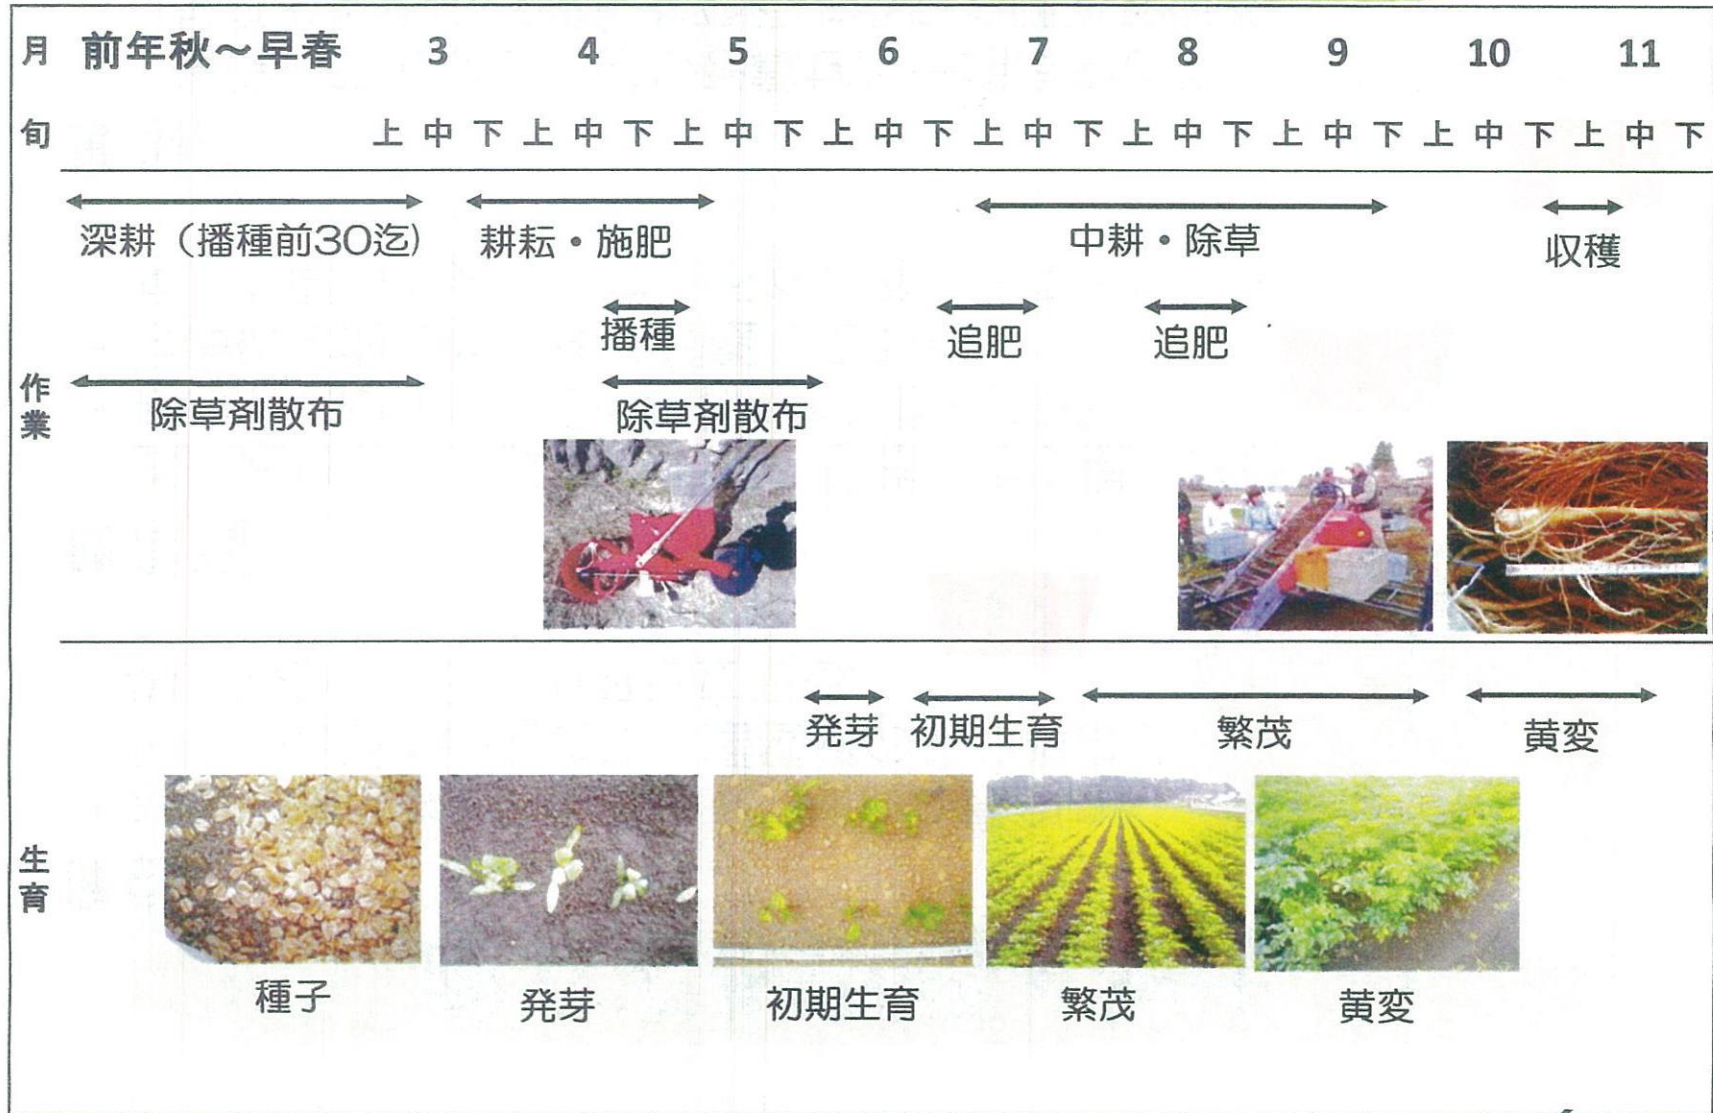 月 前年秋～早春 3 4 5 6 7 8 9 10 11
旬 上 中 下 上 中 下 上 中 下 上 中 下 上 中 下 上 中 下 上 中 下 上 中 下 上 中 下
深耕（播種前30迄） 耕耘・施肥 中耕・除草 収穫
播種 追肥 追肥
作業
除草剤散布 除草剤散布
発芽 初期生育 繁茂 黄変
生育
種子 発芽 初期生育 繁茂 黄変